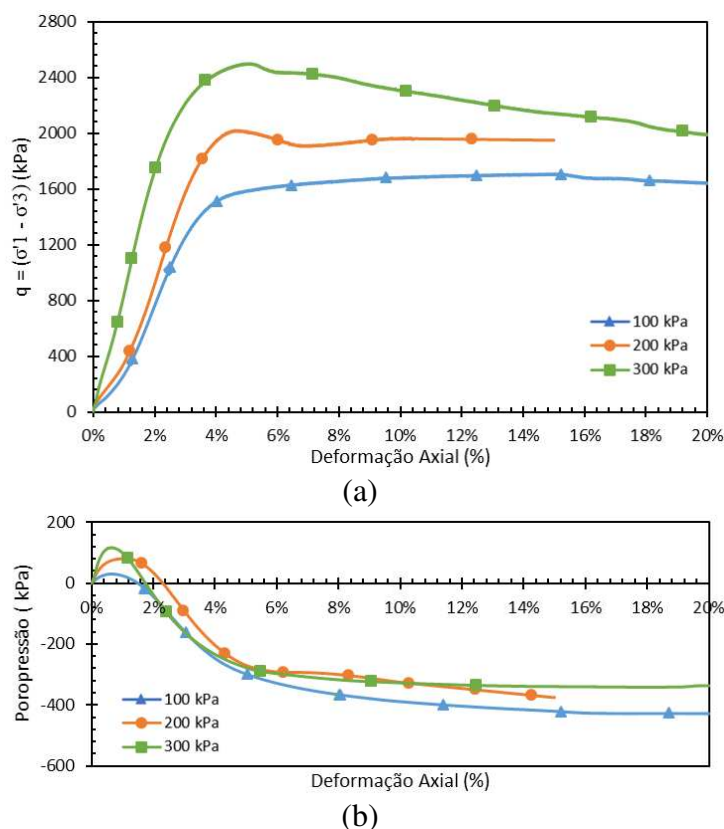 2800
2400
2000
1600
1200
800
400
0
q = (σ'1 - σ'3) (kPa)
100 kPa
200 kPa
300 kPa
0% 2% 4% 6% 8% 10% 12% 14% 16% 18% 20%
Deformação Axial (%)
(a)
200
0
-200
-400
-600
Poropressão ( kPa)
0% 2% 4% 6% 8% 10% 12% 14% 16% 18% 20%
100 kPa
200 kPa
300 kPa
Deformação Axial (%)
(b)